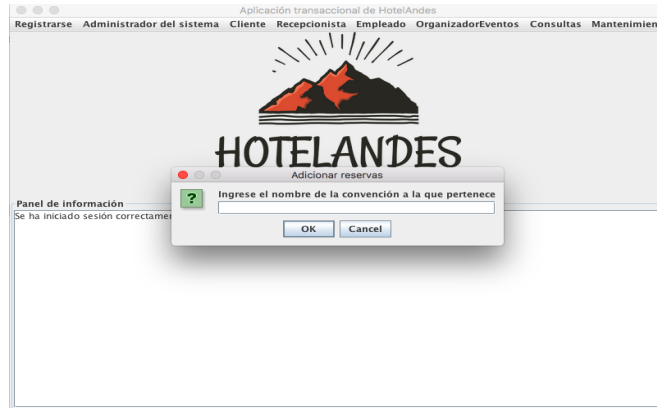 Aplicación transaccional de HotelAndes
Registrarse Administrador del sistema Cliente Recepcionista Empleado OrganizadorEventos Consultas Mantenimien
HOTELANDES
Adicionar reservas
?
Ingrese el nombre de la convención a la que pertenece
OK Cancel
Panel de información
Se ha iniciado sesión correctamen